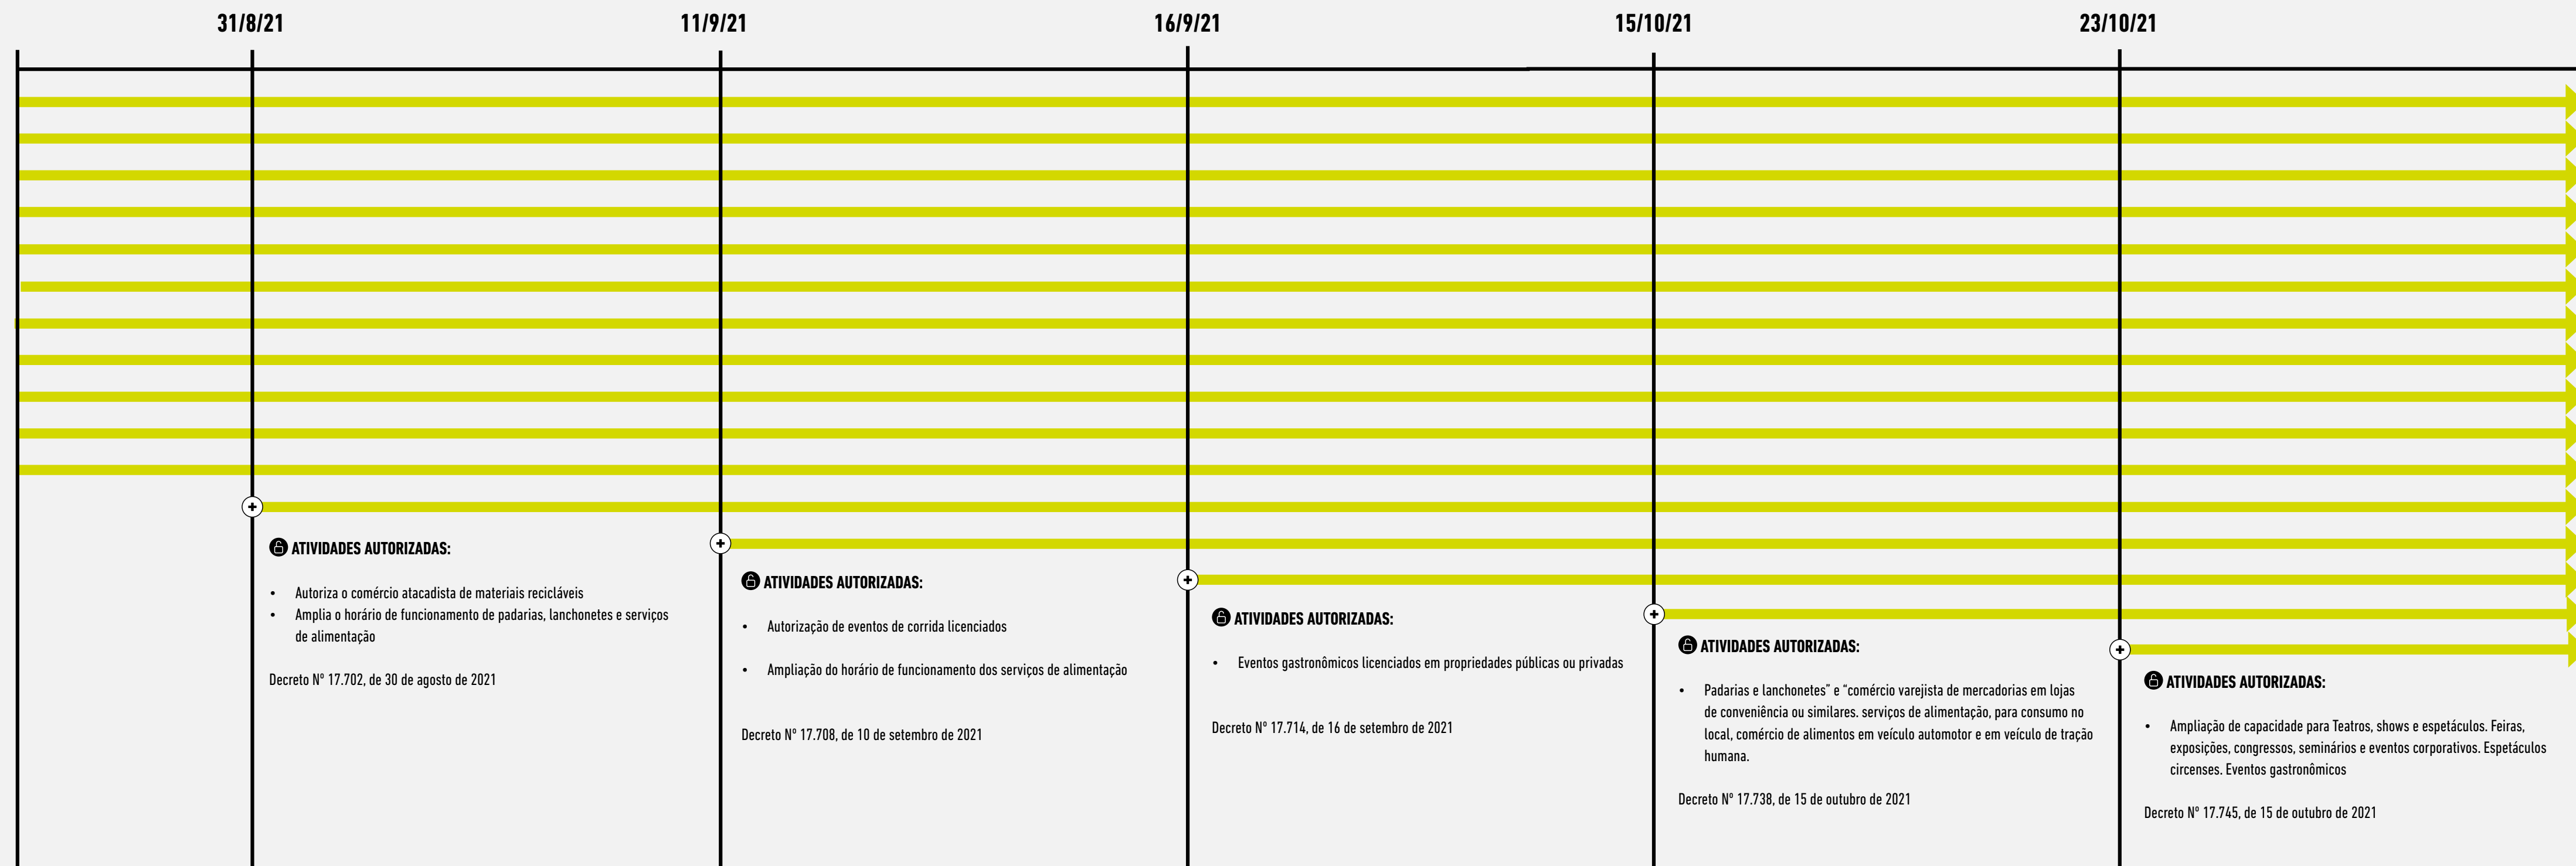 31/8/21
11/9/21
16/9/21
15/10/21
23/10/21
ATIVIDADES AUTORIZADAS:
• Autoriza o comércio atacadista de materiais recicláveis
• Amplia o horário de funcionamento de padarias, lanchonetes e serviços
de alimentação
Decreto Nº 17.702, de 30 de agosto de 2021
ATIVIDADES AUTORIZADAS:
• Autorização de eventos de corrida licenciados
• Ampliação do horário de funcionamento dos serviços de alimentação
Decreto Nº 17.708, de 10 de setembro de 2021
ATIVIDADES AUTORIZADAS:
• Eventos gastronômicos licenciados em propriedades públicas ou privadas
Decreto Nº 17.714, de 16 de setembro de 2021
ATIVIDADES AUTORIZADAS:
• Padarias e lanchonetes” e “comércio varejista de mercadorias em lojas
de conveniência ou similares. serviços de alimentação, para consumo no
local, comércio de alimentos em veículo automotor e em veículo de tração
humana.
Decreto Nº 17.738, de 15 de outubro de 2021
ATIVIDADES AUTORIZADAS:
• Ampliação de capacidade para Teatros, shows e espetáculos. Feiras,
exposições, congressos, seminários e eventos corporativos. Espetáculos
circenses. Eventos gastronômicos
Decreto Nº 17.745, de 15 de outubro de 2021